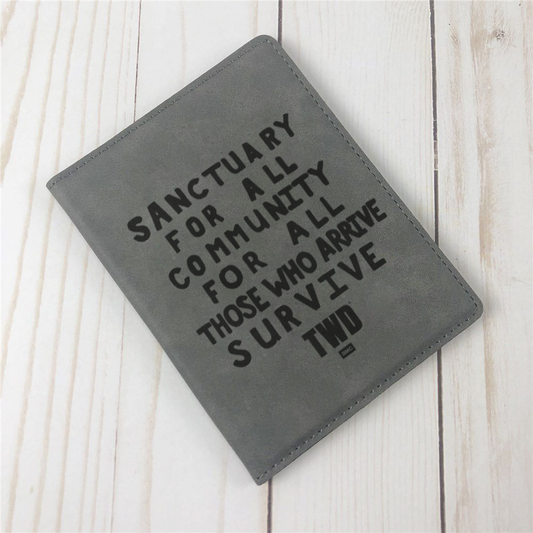 SANCTUARY
FOR ALL
COMMUNITY
FOR ALL
THOSE WHO ARRIVE
SURVIVE
TWD